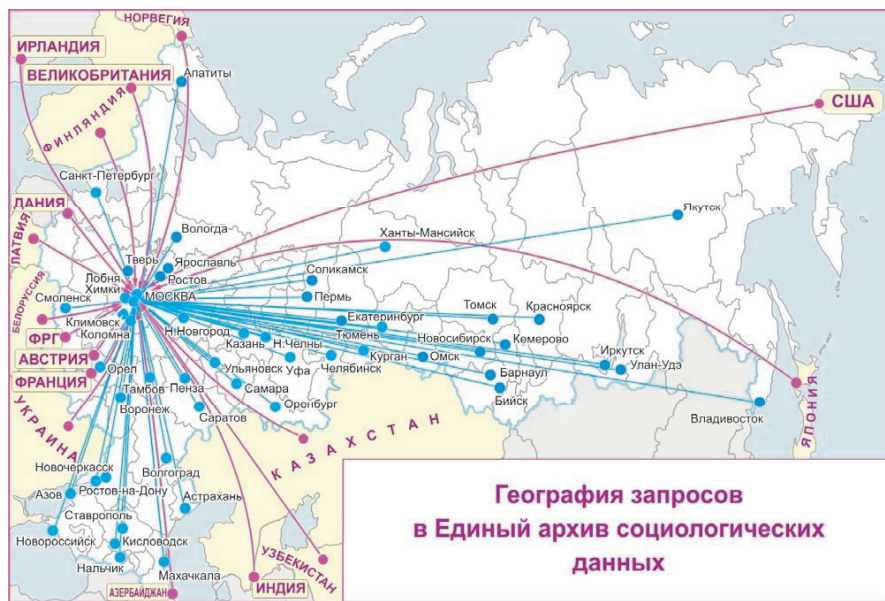 НОРВЕГИЯ
ИРЛАНДИЯ
ВЕЛИКОБРИТАНИЯ
Апатиты
ФИНЛЯНДИЯ
США
Санкт-Петербург
ДАНИЯ
Якутск
ЛАТВИЯ
Вологда
Ханты-Мансийск
Тверь
Ярославль
Лобня
Ростов
Соликамск
Химки
БЕЛОРУССИЯ
Смоленск
МОСКВА
Пермь
Климовск
Екатеринбург
Томск
Красноярск
Коломна
Н.Новгород
Тюмень
Новосибирск
Кемерово
ФРГ
Казань
Н.Челны
Курган
Омск
Иркутск
АВСТРИЯ
Орел
Ульяновск
Уфа
Челябинск
Улан-Удэ
ФРАНЦИЯ
Тамбов
Пенза
Самара
Барнаул
Бийск
ЯПОНИЯ
УКРАИНА
Воронеж
Саратов
Оренбург
Владивосток
КАЗАХСТАН
Новочеркасск
Волгоград
Азов
Ростов-на-Дону
Астрахань
Ставрополь
Новороссийск
Кисловодск
Нальчик
Махачкала
УЗБЕКИСТАН
АЗЕРБАЙДЖАН
ИНДИЯ
География запросов
в Единый архив социологических
данных